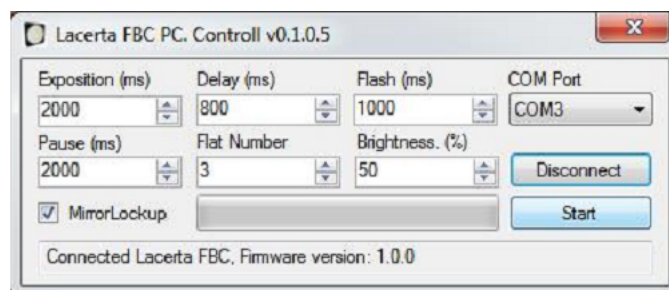 Lacerta FBC PC. Controll v0.1.0.5
Exposition (ms) Delay (ms) Flash (ms) COM Port
2000 800 1000 COM3
Pause (ms) Flat Number Brightness. (%)
2000 3 50 Disconnect
MirrorLockup Start
Connected Lacerta FBC, Firmware version: 1.0.0